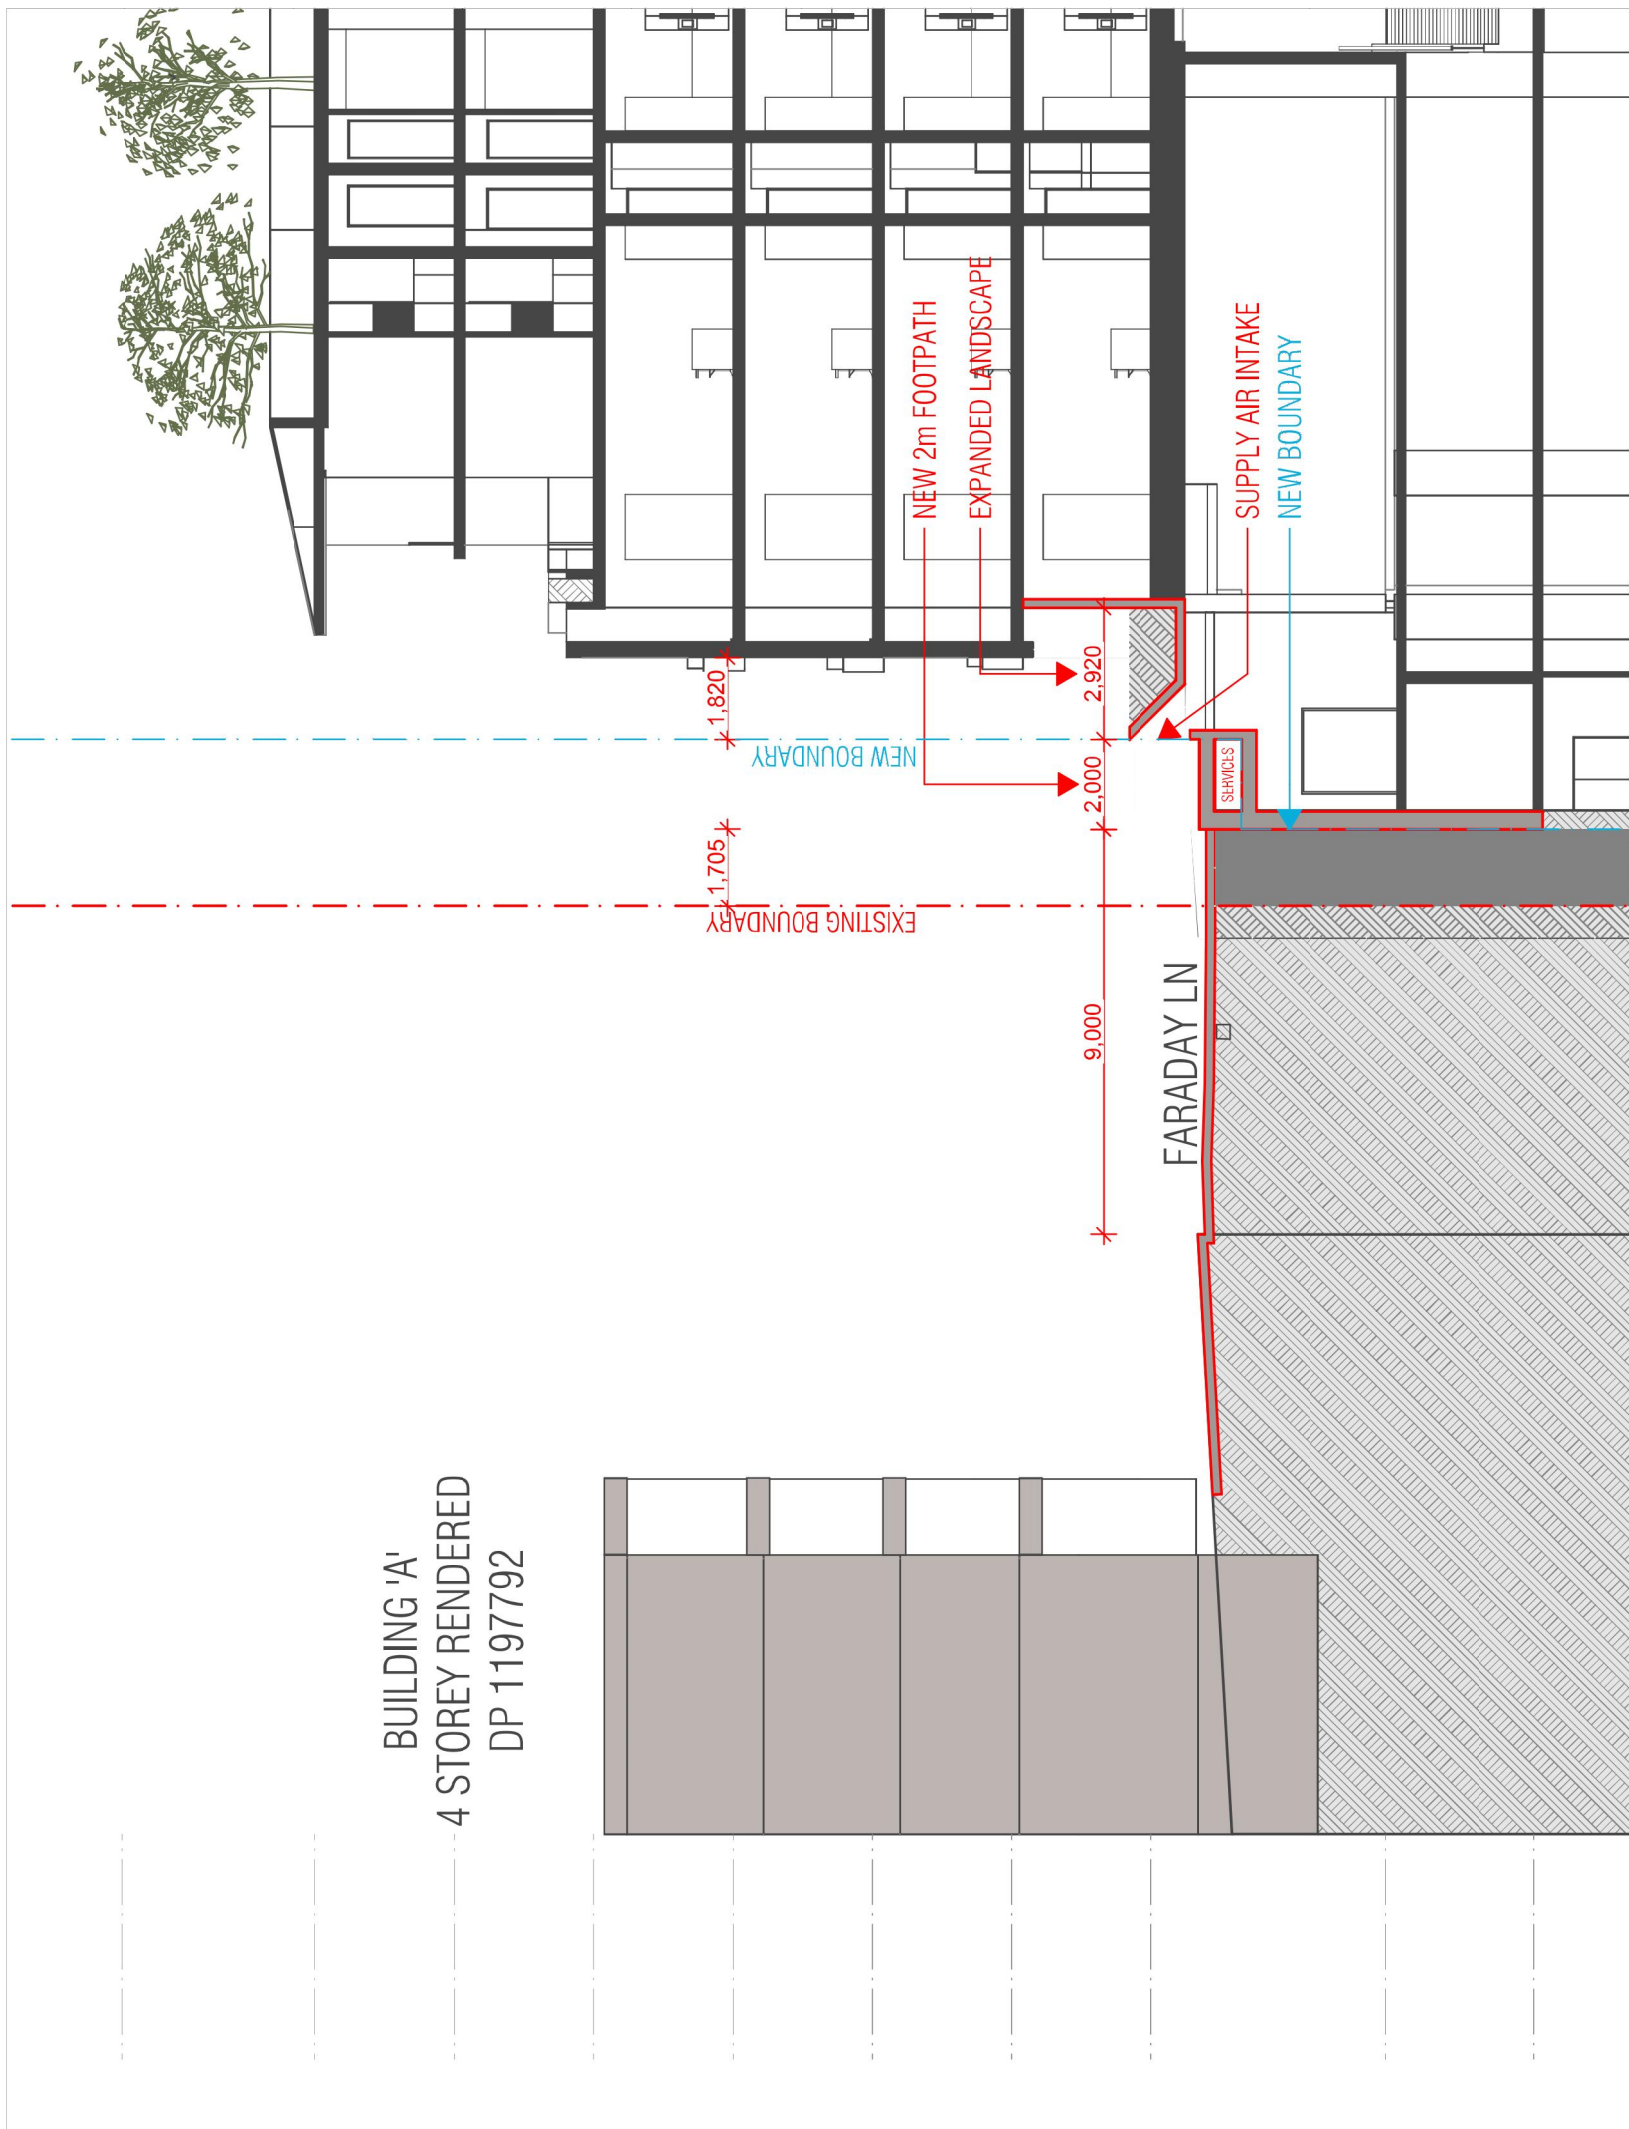 BUILDING 'A'
4 STOREY RENDERED
DP 1197792
EXISTING BOUNDARY
NEW BOUNDARY
1,705
1,820
NEW 2m FOOTPATH
EXPANDED LANDSCAPE
9,000
2,000
2,920
FARADAY LN
SERVICES
SUPPLY AIR INTAKE
NEW BOUNDARY